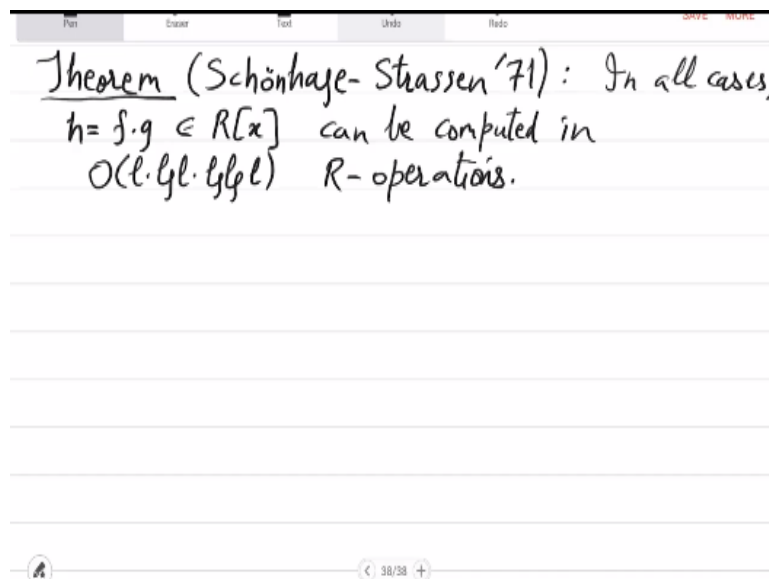 Pen Eraser Text Undo Redo SAVE MORE
Theorem (Schönhage-Strassen '71): In all cases,
h= f.g ∈ R[x] can be computed in
O(l.lgl.lglg l) R-operations.
< 38/38 +